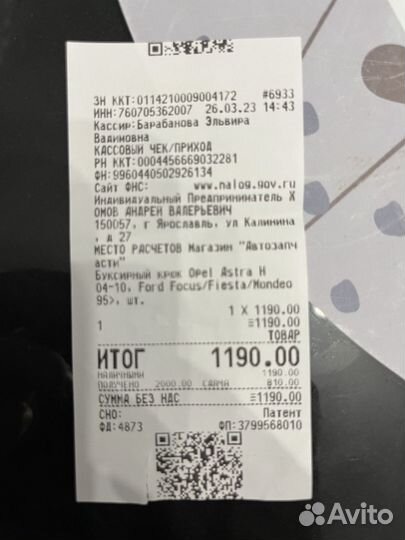 ЗН ККТ:0114210009004172 #6933
ИНН:760705362007 26.03.23 14:43
Кассир:Барабанова Эльвира
Вадимовна
КАССОВЫЙ ЧЕК/ПРИХОД
РН ККТ:0004456669032281
ФН:9960440502926134
Сайт ФНС: www.nalog.gov.ru
Индивидуальный Предприниматель Х
ОМОВ АНДРЕЙ ВАЛЕРЬЕВИЧ
150057, г Ярославль, ул Калинина
, д 27
МЕСТО РАСЧЕТОВ Магазин "Автозапч
асти"
Буксирный крюк Opel Astra H
04-10, Ford Focus/Fiesta/Mondeo
95>, шт.
1 X 1190.00
1 ≡1190.00
ТОВАР
ИТОГ 1190.00
НАЛИЧНЫМИ 1190.00
ПОЛУЧЕНО 2000.00 СДАЧА 810.00
СУММА БЕЗ НДС ≡1190.00
СНО: Патент
ФД:4873 ФП:3799568010
Avito